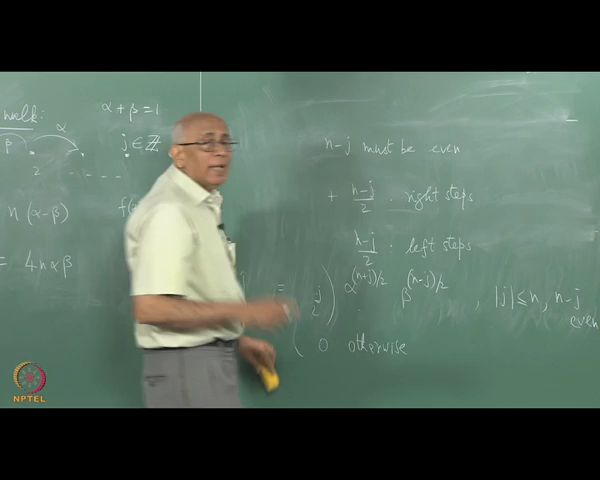 walk:
α + β = 1
β
α
2
j ∈ ℤ
n (α-β)
f(
= 4nαβ
n-j must be even
+ n-j/2 . right steps
n-j/2 . left steps
= j/2 ) α^(n+j)/2 β^(n-j)/2 , |j| ≤ n, n-j even
0 otherwise
NPTEL